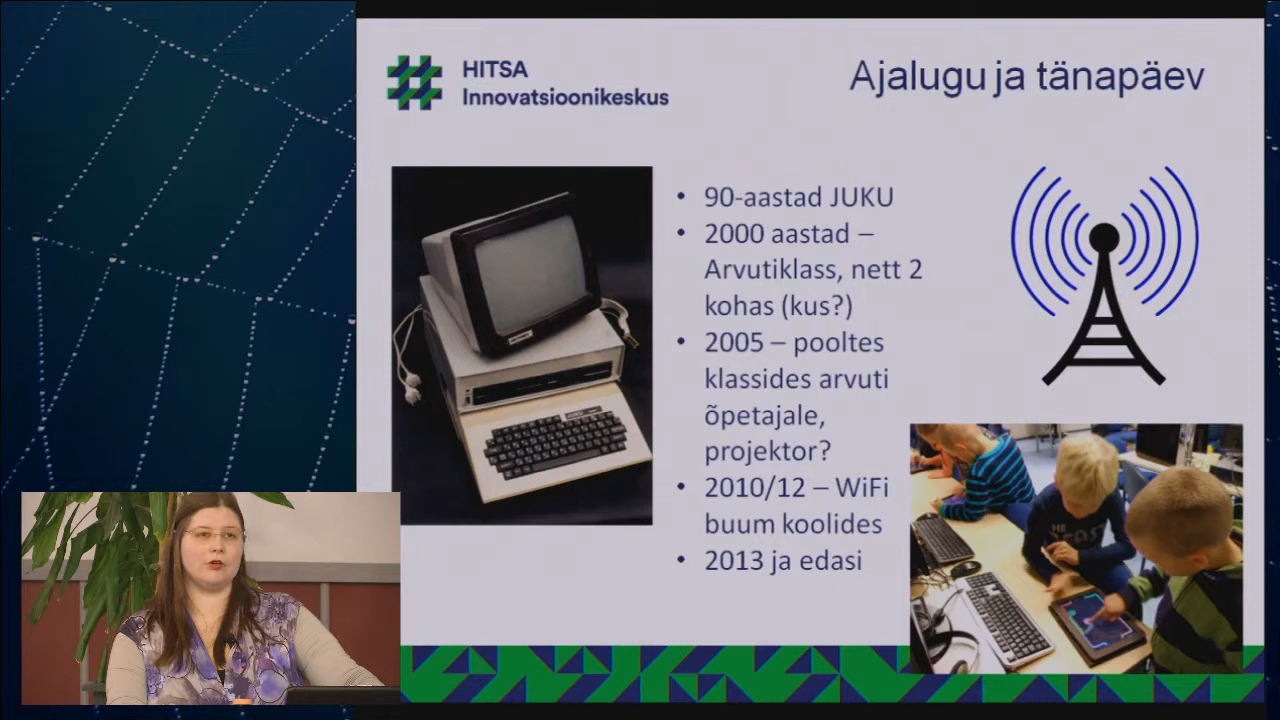 HITSA
Innovatsioonikeskus
Ajalugu ja tänapäev
• 90-aastad JUKU
• 2000 aastad –
Arvutiklass, nett 2
kohas (kus?)
• 2005 – pooltes
klassides arvuti
õpetajale,
projektor?
• 2010/12 – WiFi
buum koolides
• 2013 ja edasi